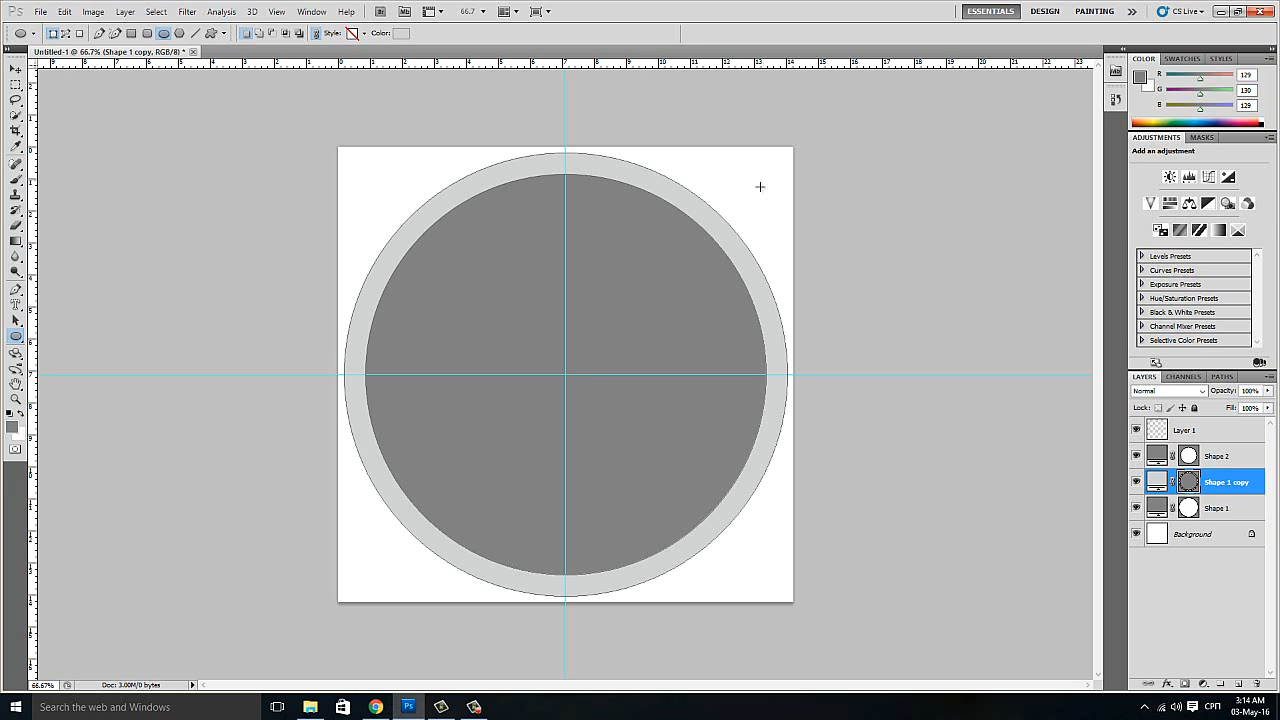 Ps File Edit Image Layer Select Filter Analysis 3D View Window Help Br Mb 66.7 ESSENTIALS DESIGN PAINTING CS Live
Style: Color:
Untitled-1 @ 66.7% (Shape 1 copy, RGB/8) *
COLOR SWATCHES STYLES
R 129
G 130
B 129
ADJUSTMENTS MASKS
Add an adjustment
Levels Presets
Curves Presets
Exposure Presets
Hue/Saturation Presets
Black & White Presets
Channel Mixer Presets
Selective Color Presets
LAYERS CHANNELS PATHS
Normal Opacity: 100%
Lock: Fill: 100%
Layer 1
Shape 2
Shape 1 copy
Shape 1
Background
66.67% Doc: 3.00M/0 bytes
Search the web and Windows
Ps
СРП
3:14 AM
03-May-16